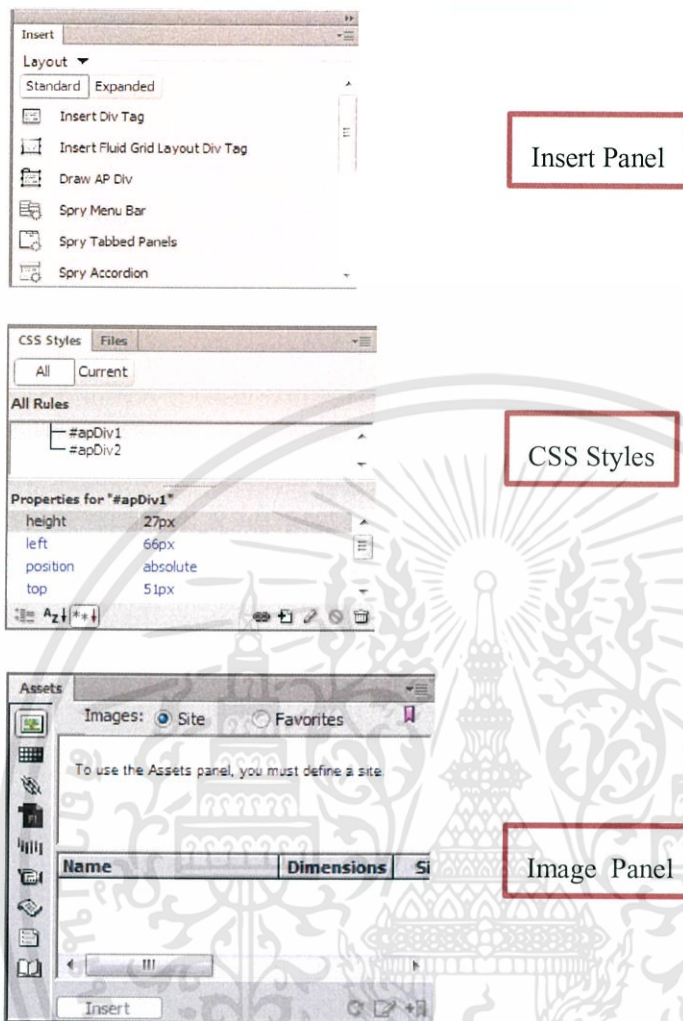 Insert
Layout
Standard Expanded
Insert Div Tag
Insert Fluid Grid Layout Div Tag
Draw AP Div
Spry Menu Bar
Spry Tabbed Panels
Spry Accordion
Insert Panel
CSS Styles Files
All Current
All Rules
#apDiv1
#apDiv2
Properties for "#apDiv1"
height 27px
left 66px
position absolute
top 51px
CSS Styles
Assets
Images: Site Favorites
To use the Assets panel, you must define a site
Name Dimensions Si
Insert
Image Panel